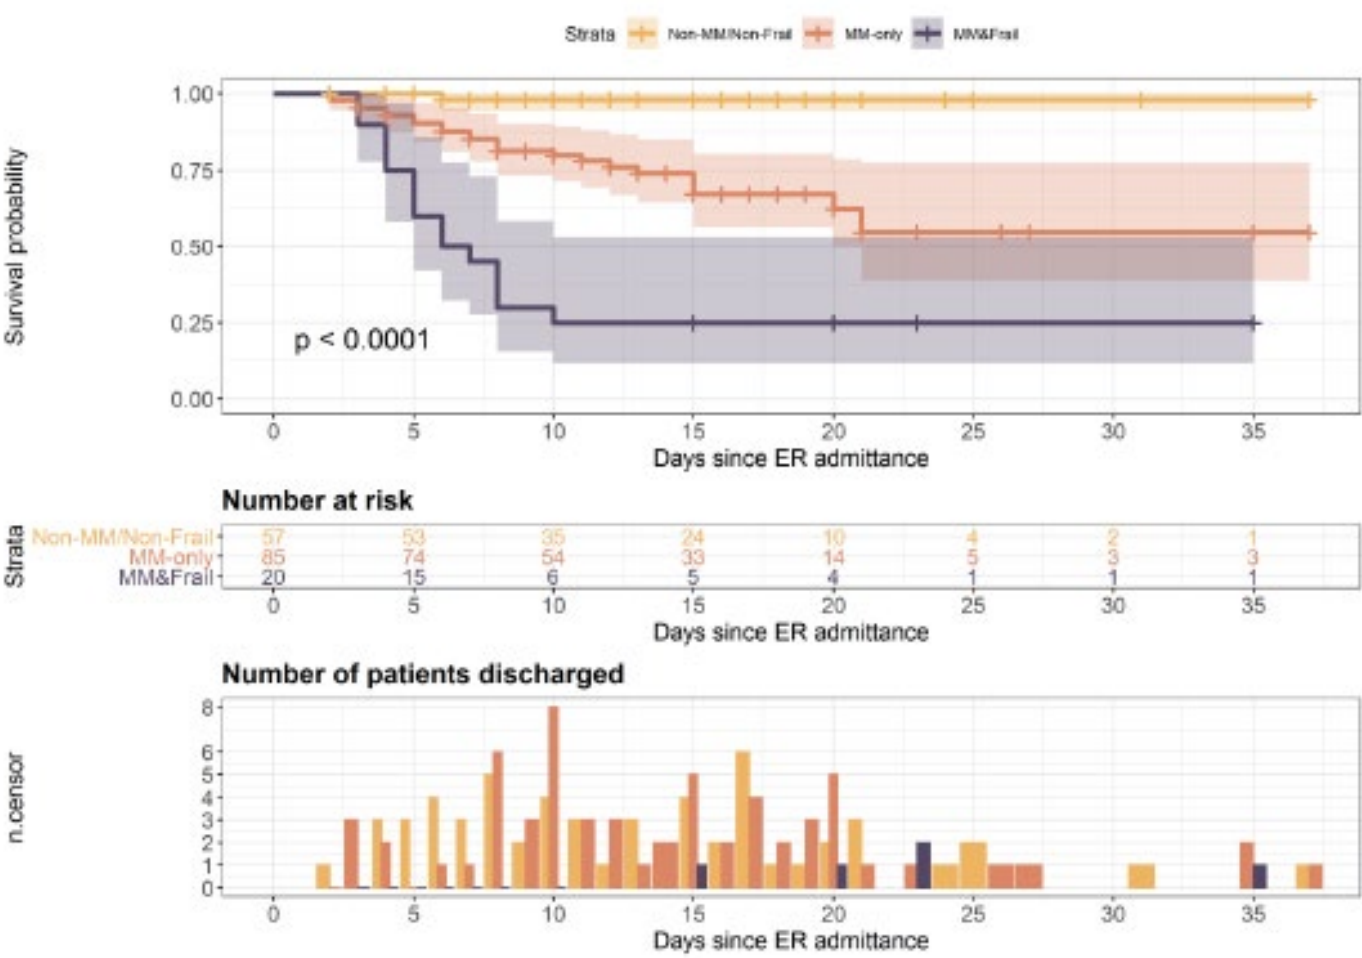 Strata Non-MM/Non-Frail MM-only MM&Frail
Survival probability
1.00
0.75
0.50
0.25
0.00
p < 0.0001
0 5 10 15 20 25 30 35
Days since ER admittance
Number at risk
Strata
Non-MM/Non-Frail 57 53 35 24 10 4 2 1
MM-only 85 74 54 33 14 5 3 3
MM&Frail 20 15 6 5 4 1 1 1
0 5 10 15 20 25 30 35
Days since ER admittance
Number of patients discharged
n.censor
8
6
5
4
3
2
1
0
0 5 10 15 20 25 30 35
Days since ER admittance